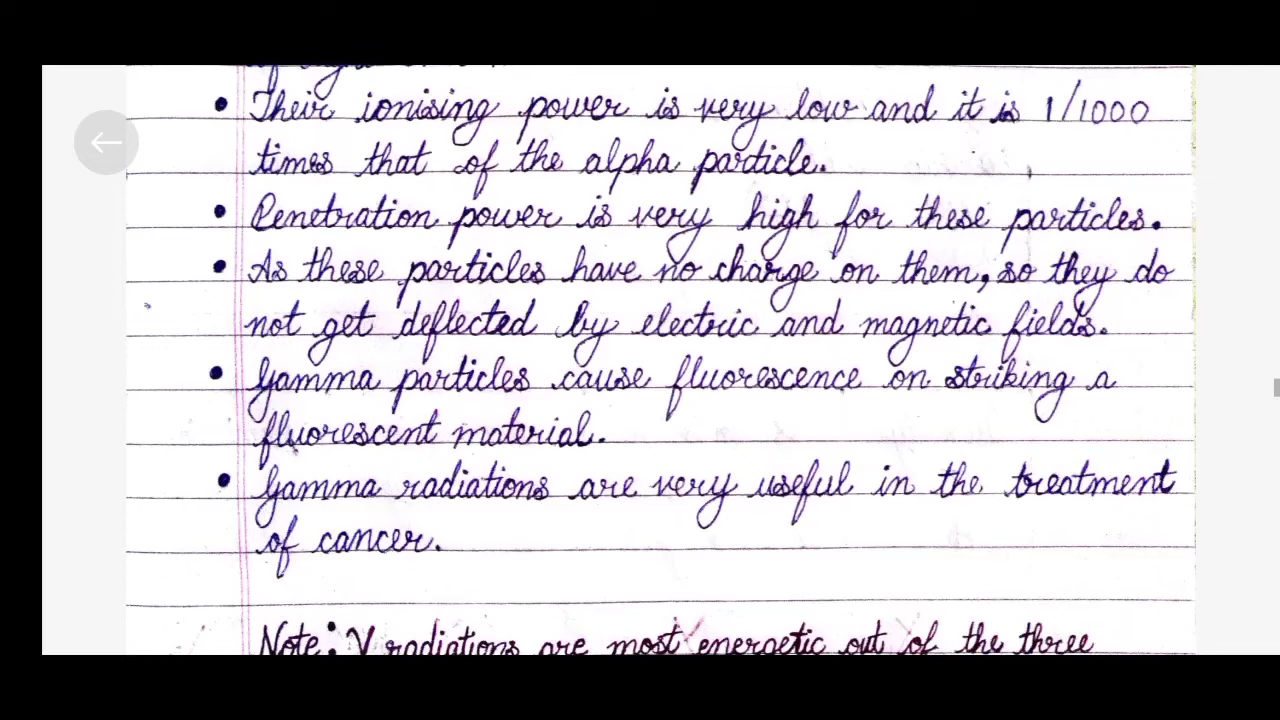 • Their ionising power is very low and it is 1/1000
times that of the alpha particle.
• Penetration power is very high for these particles.
• As these particles have no charge on them, so they do
not get deflected by electric and magnetic fields.
• Gamma particles cause fluorescence on striking a
fluorescent material.
• Gamma radiations are very useful in the treatment
of cancer.
Note: γ radiations are most energetic out of the three